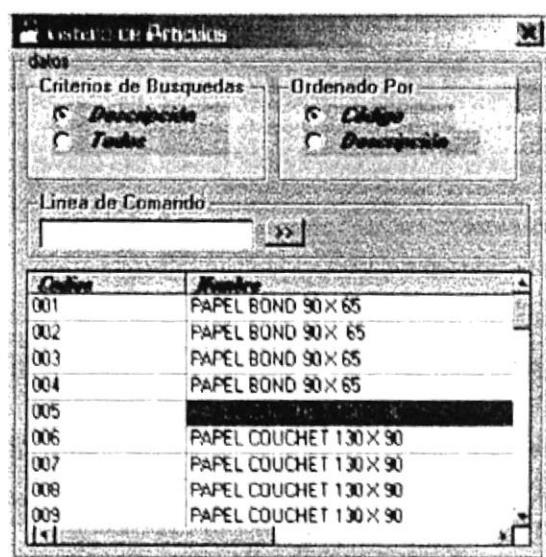 de Articulos
datos
Criterios de Busquedas
Ordenado Por
Descripción
Código
Todos
Descripción
Linea de Comando
>>
Codigo Nombre
001 PAPEL BOND 90 X 65
002 PAPEL BOND 90 X 65
003 PAPEL BOND 90 X 65
004 PAPEL BOND 90 X 65
005
006 PAPEL COUCHET 130 X 90
007 PAPEL COUCHET 130 X 90
008 PAPEL COUCHET 130 X 90
009 PAPEL COUCHET 130 X 90